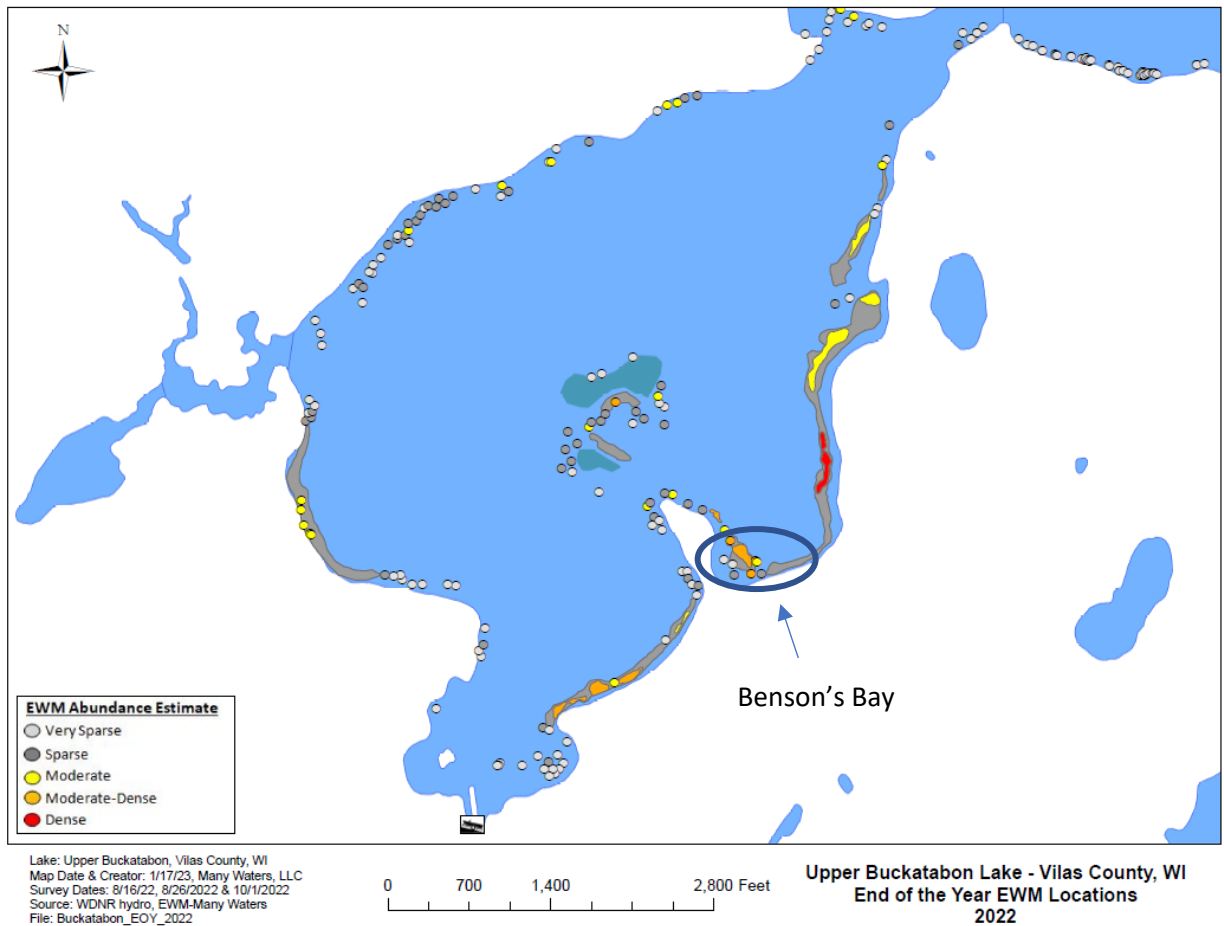 N
Benson’s Bay
EWM Abundance Estimate
Very Sparse
Sparse
Moderate
Moderate-Dense
Dense
Lake: Upper Buckatabon, Vilas County, WI
Map Date & Creator: 1/17/23, Many Waters, LLC
Survey Dates: 8/16/22, 8/26/2022 & 10/1/2022
Source: WDNR hydro, EWM-Many Waters
File: Buckatabon_EOY_2022
0 700 1,400 2,800 Feet
Upper Buckatabon Lake - Vilas County, WI
End of the Year EWM Locations
2022